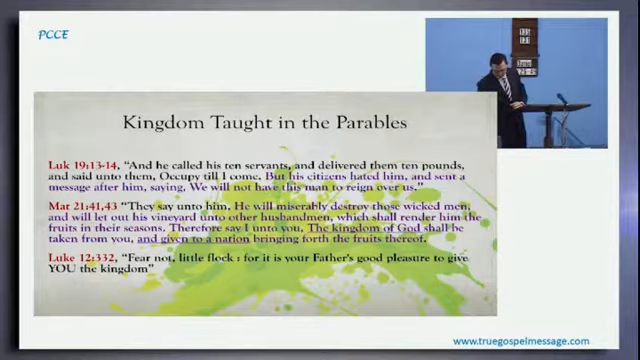 PCCE
Kingdom Taught in the Parables
Luk 19:13-14, "And he called his ten servants, and delivered them ten pounds,
and said unto them, Occupy till I come. But his citizens hated him, and sent a
message after him, saying, We will not have this man to reign over us."
Mat 21:41,43 "They say unto him, He will miserably destroy those wicked men,
and will let out his vineyard unto other husbandmen, which shall render him the
fruits in their seasons. Therefore say I unto you, The kingdom of God shall be
taken from you, and given to a nation bringing forth the fruits thereof.
Luke 12:332, "Fear not, little flock : for it is your Father's good pleasure to give
YOU the kingdom"
www.truegospelmessage.com